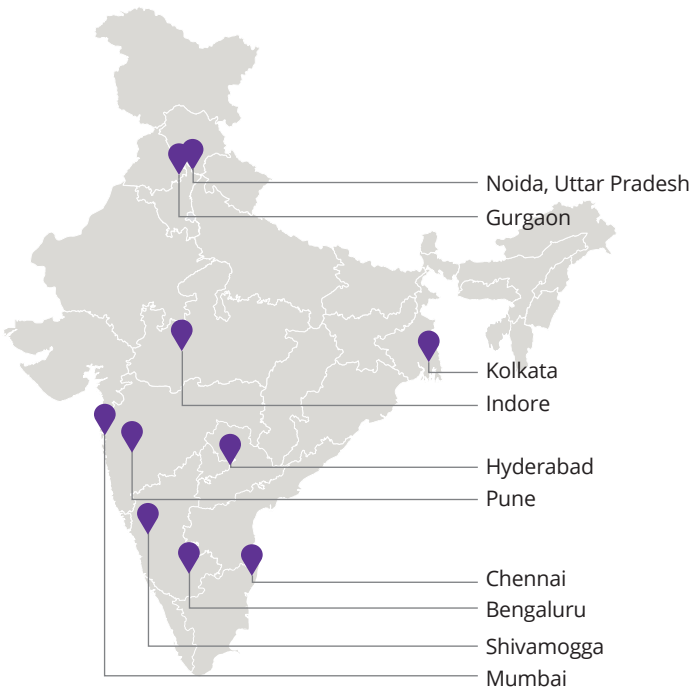 Noida, Uttar Pradesh
Gurgaon
Kolkata
Indore
Hyderabad
Pune
Chennai
Bengaluru
Shivamogga
Mumbai